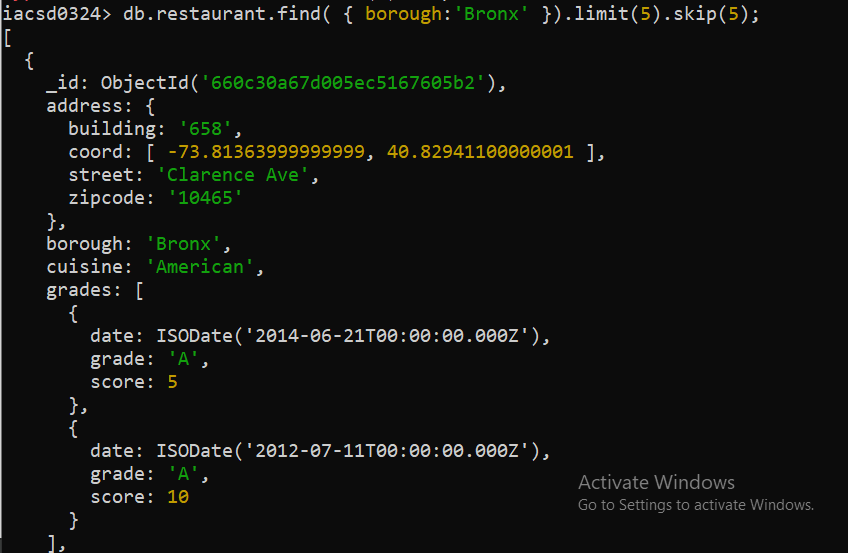 iacsd0324> db.restaurant.find( { borough:'Bronx' }).limit(5).skip(5);
[
  {
    _id: ObjectId('660c30a67d005ec5167605b2'),
    address: {
      building: '658',
      coord: [ -73.81363999999999, 40.82941100000001 ],
      street: 'Clarence Ave',
      zipcode: '10465'
    },
    borough: 'Bronx',
    cuisine: 'American',
    grades: [
      {
        date: ISODate('2014-06-21T00:00:00.000Z'),
        grade: 'A',
        score: 5
      },
      {
        date: ISODate('2012-07-11T00:00:00.000Z'),
        grade: 'A',
        score: 10
      }
    ],
Activate Windows
Go to Settings to activate Windows.